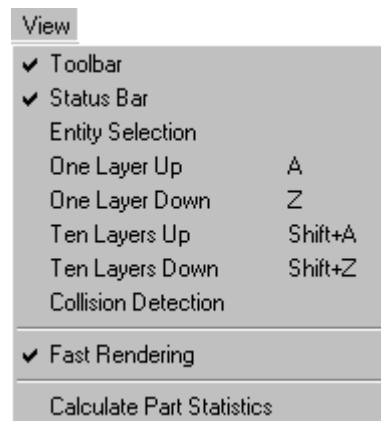 View
✔ Toolbar
✔ Status Bar
Entity Selection
One Layer Up A
One Layer Down Z
Ten Layers Up Shift+A
Ten Layers Down Shift+Z
Collision Detection
✔ Fast Rendering
Calculate Part Statistics